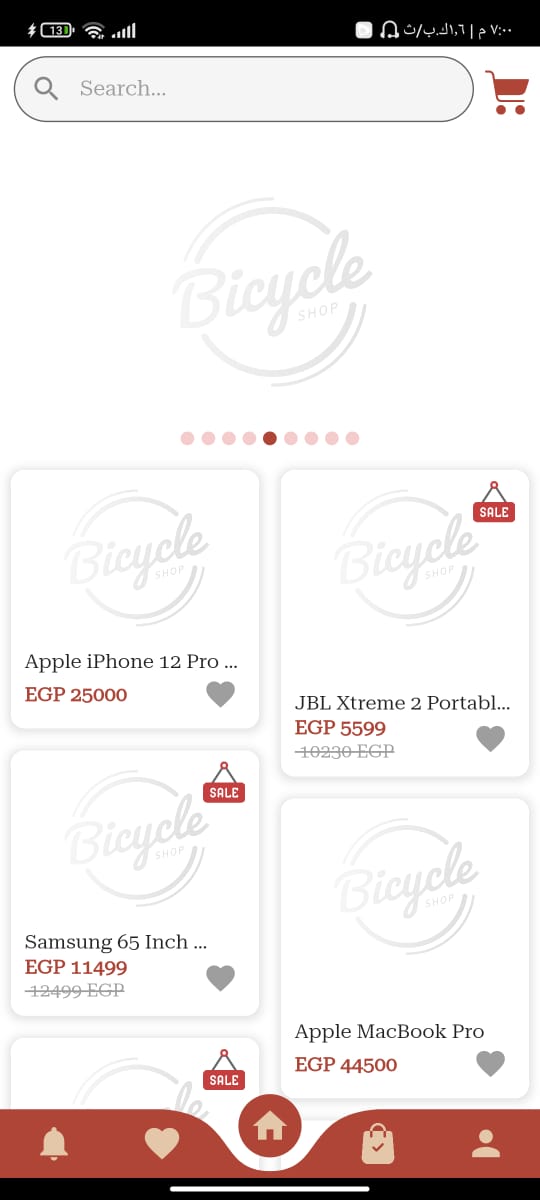 13
٧:٠٠ م | ١,٦ك.ب/ث
Search...
Bicycle
SHOP
Bicycle
SHOP
Apple iPhone 12 Pro ...
EGP 25000
SALE
Bicycle
SHOP
JBL Xtreme 2 Portabl...
EGP 5599
10230 EGP
SALE
Bicycle
SHOP
Samsung 65 Inch ...
EGP 11499
12499 EGP
Bicycle
SHOP
Apple MacBook Pro
EGP 44500
SALE